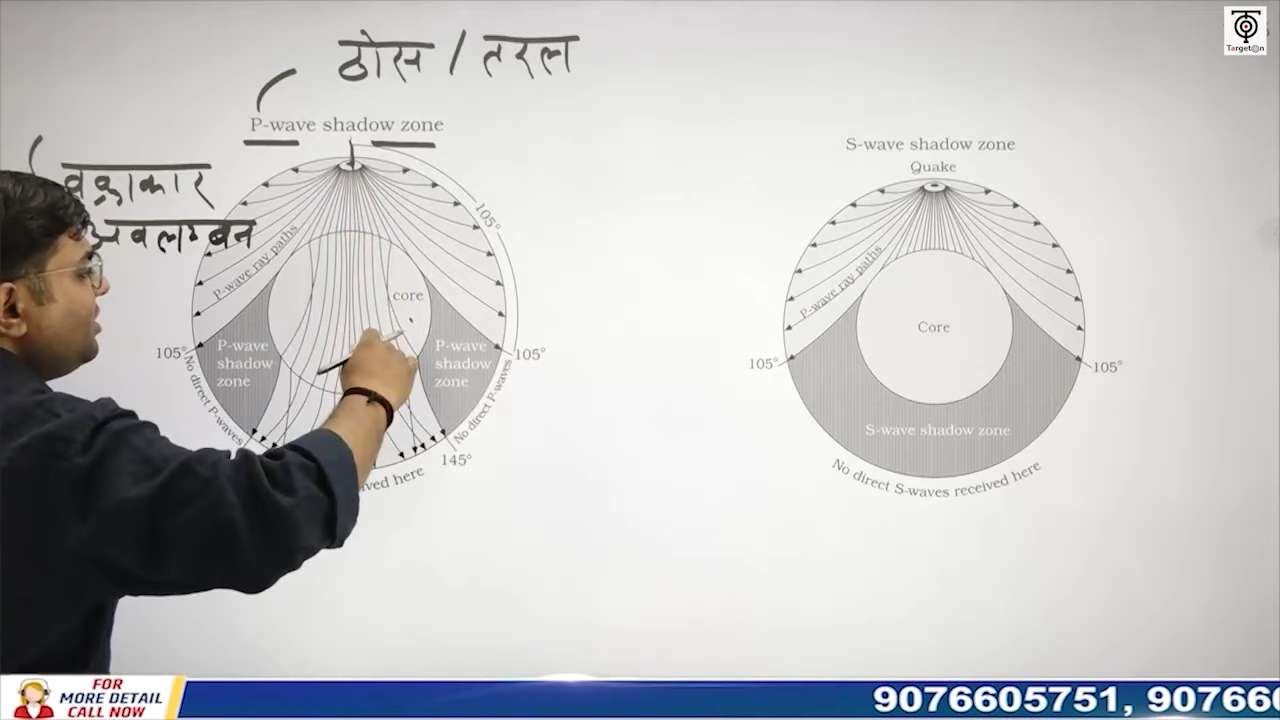 ठोस / तरल
TargetOn
P-wave shadow zone
S-wave shadow zone
Quake
वक्राकार
अवलम्बन
105°
P-wave ray paths
P-wave ray paths
core
Core
P-wave shadow zone
P-wave shadow zone
105°
105°
105°
105°
No direct P-waves
No direct P-waves
S-wave shadow zone
145°
here
No direct S-waves received here
FOR
MORE DETAIL
CALL NOW
9076605751, 90766